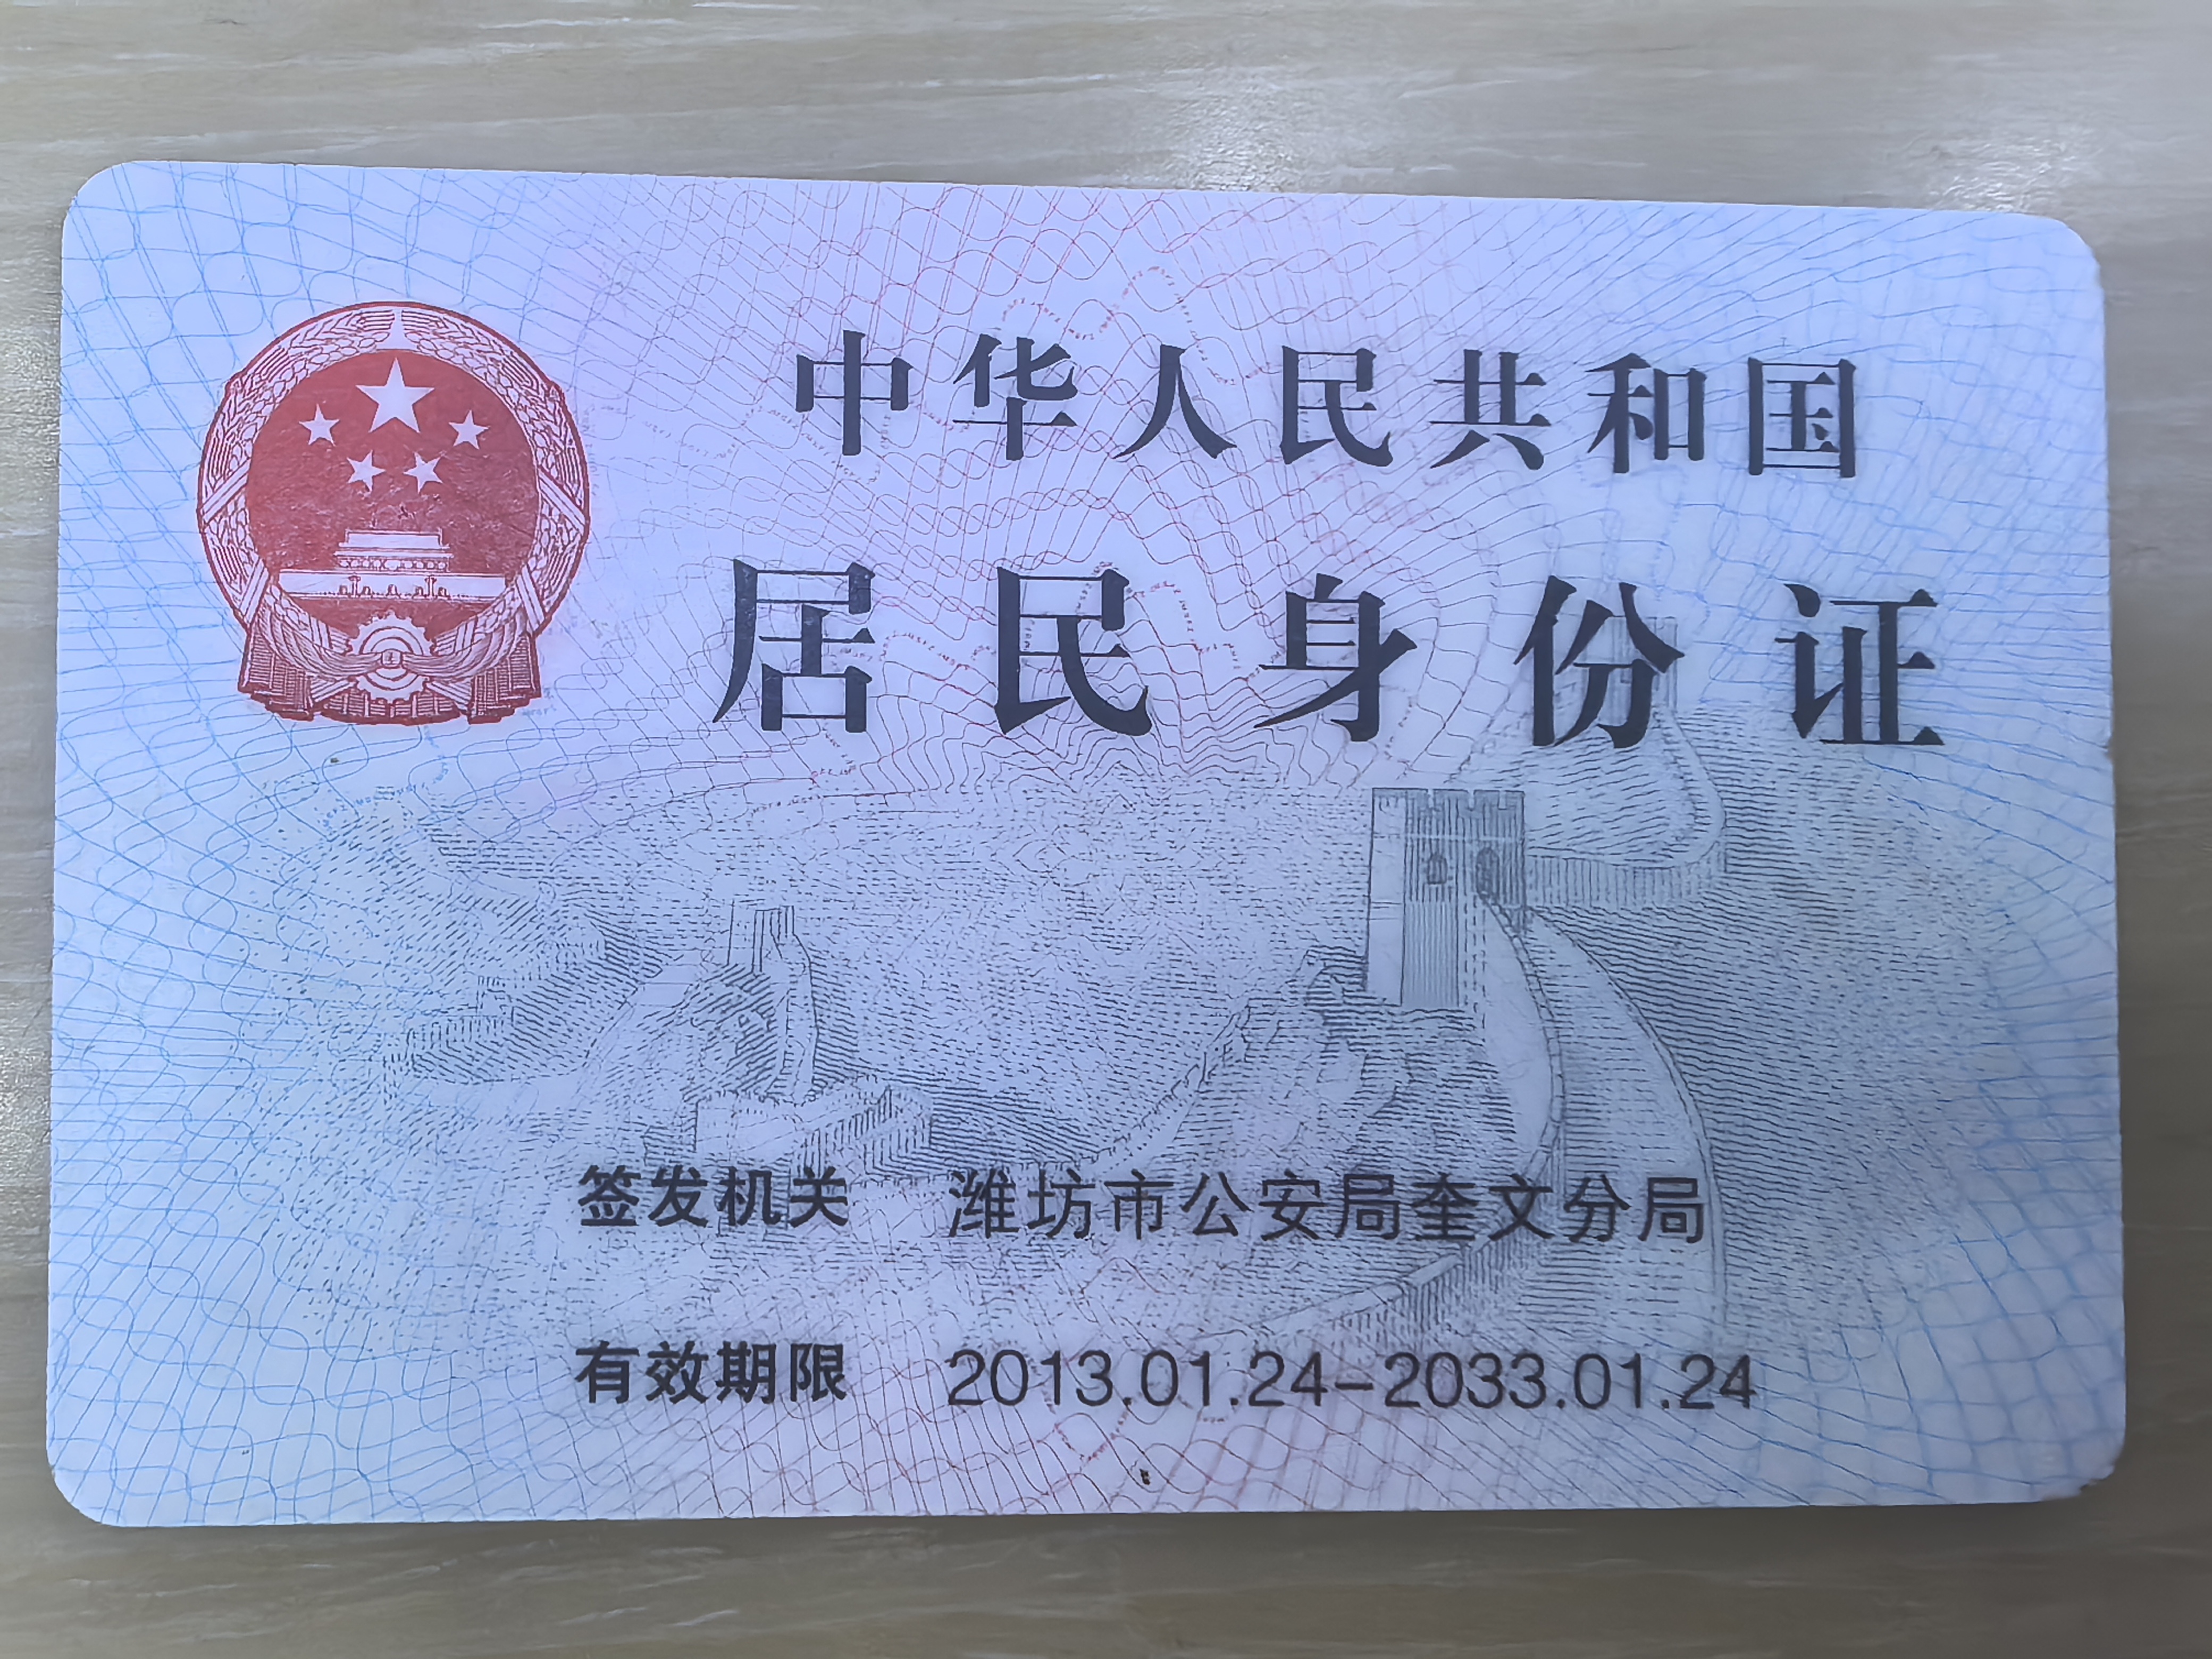 中华人民共和国
居民身份证
签发机关 潍坊市公安局奎文分局
有效期限 2013.01.24-2033.01.24